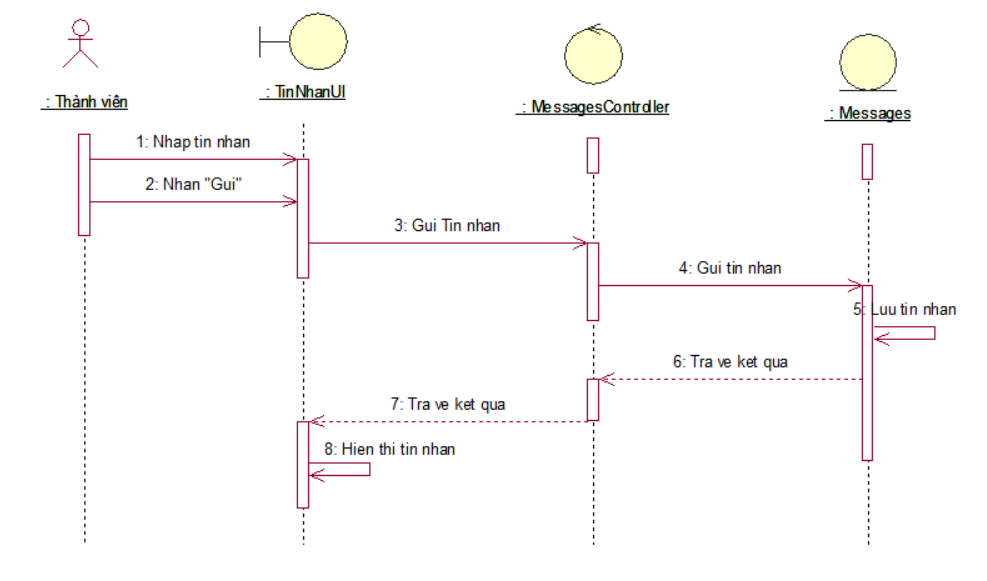 : Thành viên
: TinNhanUI
: MessagesController
: Messages
1: Nhap tin nhan
2: Nhan "Gui"
3: Gui Tin nhan
4: Gui tin nhan
5: Luu tin nhan
6: Tra ve ket qua
7: Tra ve ket qua
8: Hien thi tin nhan